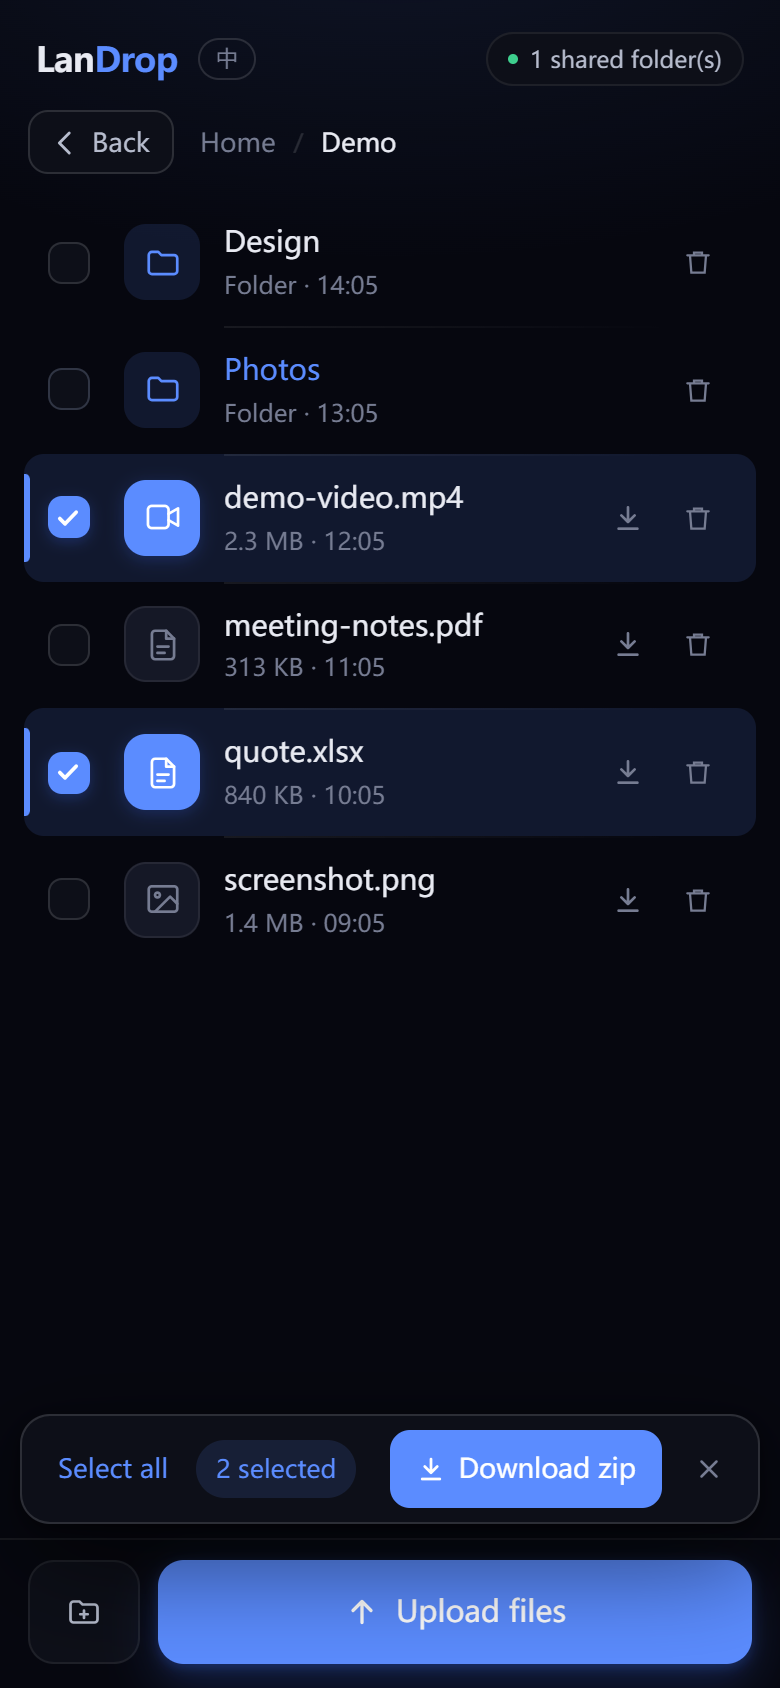 LanDrop 中 1 shared folder(s)
Back Home / Demo
Design
Folder · 14:05
Photos
Folder · 13:05
demo-video.mp4
2.3 MB · 12:05
meeting-notes.pdf
313 KB · 11:05
quote.xlsx
840 KB · 10:05
screenshot.png
1.4 MB · 09:05
Select all 2 selected Download zip
Upload files